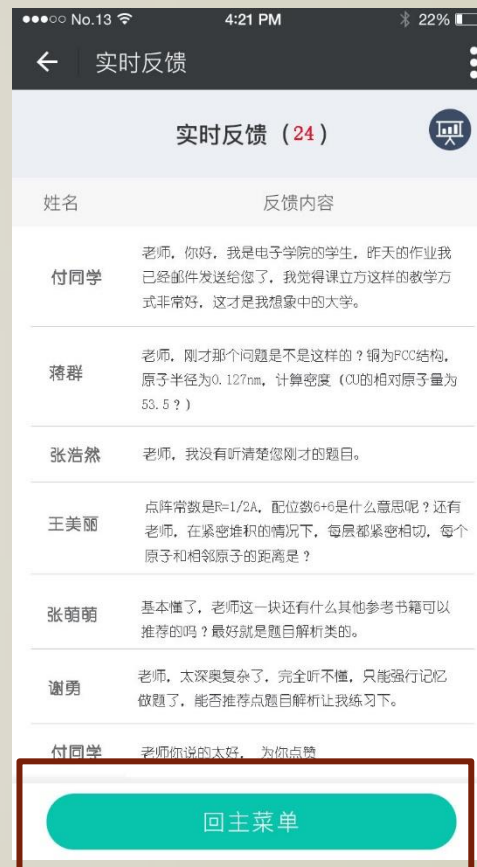 No.13 4:21 PM 22%
实时反馈
实时反馈（24）
姓名 反馈内容
付同学
老师，你好，我是电子学院的学生，昨天的作业我
已经邮件发送给您了，我觉得课立方这样的教学方
式非常好，这才是我想象中的大学。
蒋群
老师，刚才那个问题是不是这样的？铜为FCC结构，
原子半径为0.127nm，计算密度（CU的相对原子量为
53.5？）
张浩然
老师，我没有听清楚您刚才的题目。
王美丽
点阵常数是R=1/2A，配位数6+6是什么意思呢？还有
老师，在紧密堆积的情况下，每层都紧密相切，每个
原子和相邻原子的距离是？
张萌萌
基本懂了，老师这一块还有什么其他参考书籍可以
推荐的吗？最好就是题目解析类的。
谢勇
老师，太深奥复杂了，完全听不懂，只能强行记忆
做题了，能否推荐点题目解析让我练习下。
付同学
老师你说的太好，为你点赞
回主菜单